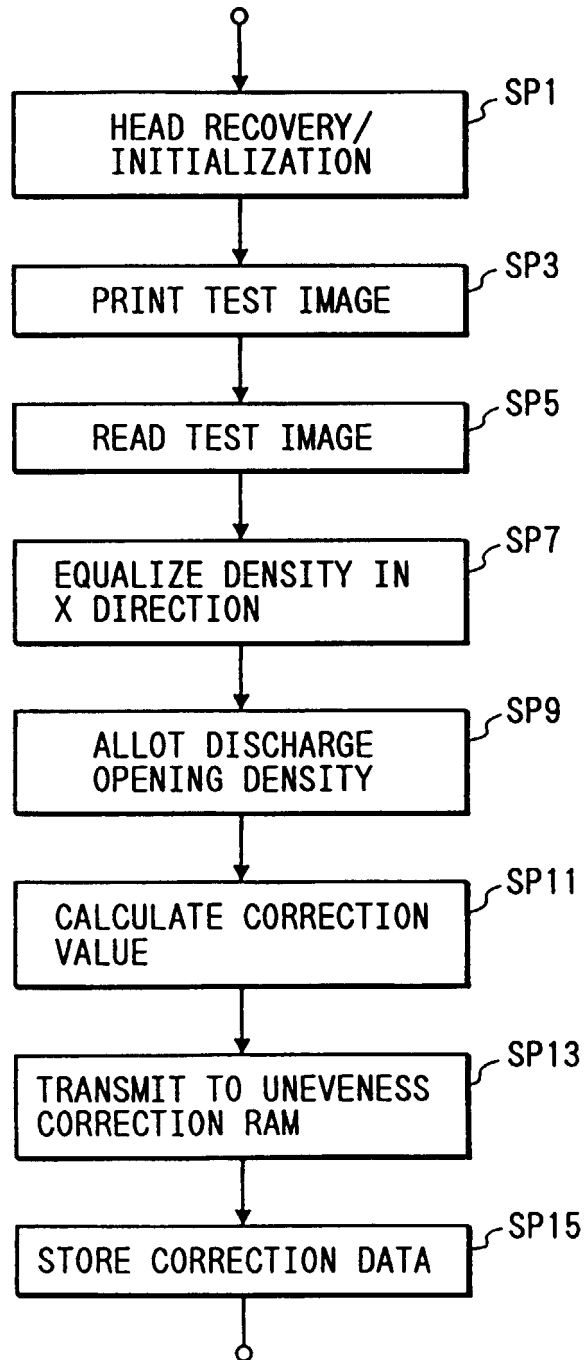 SP1
HEAD RECOVERY/
INITIALIZATION
SP3
PRINT TEST IMAGE
SP5
READ TEST IMAGE
SP7
EQUALIZE DENSITY IN
X DIRECTION
SP9
ALLOT DISCHARGE
OPENING DENSITY
SP11
CALCULATE CORRECTION
VALUE
SP13
TRANSMIT TO UNEVENESS
CORRECTION RAM
SP15
STORE CORRECTION DATA